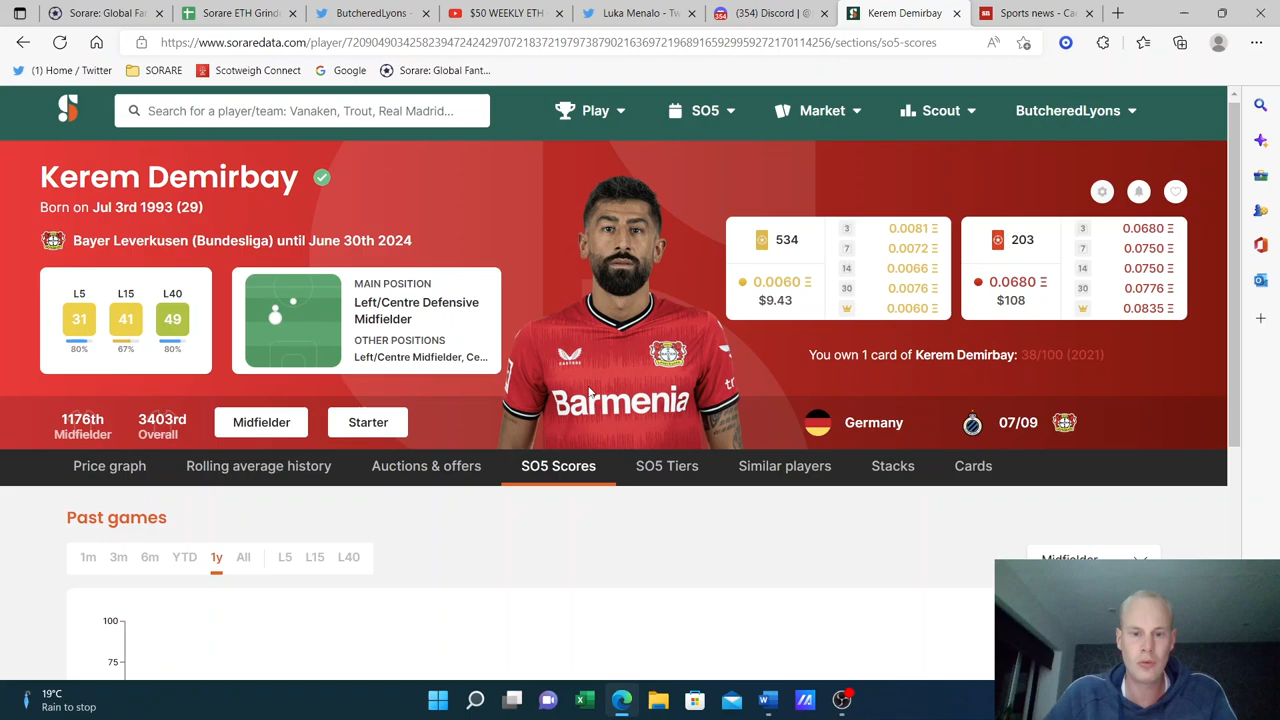 Sorare: Global Fan
Sorare ETH Grind
ButcheredLyons –
$50 WEEKLY ETH
Luka Menalo - Tw
(354) Discord | @
Kerem Demirbay
Sports news - Ca
https://www.soraredata.com/player/72004903425823947242429707218372197973879021636972196891659299592721701142​56/sections/so5-scores
(1) Home / Twitter
SORARE
Scotweigh Connect
Google
Sorare: Global Fant...
Search for a player/team: Vanaken, Trout, Real Madrid...
Play
SO5
Market
Scout
ButcheredLyons
Kerem Demirbay
Born on Jul 3rd 1993 (29)
Bayer Leverkusen (Bundesliga) until June 30th 2024
L5 L15 L40
31 41 49
80% 67% 80%
MAIN POSITION
Left/Centre Defensive
Midfielder
OTHER POSITIONS
Left/Centre Midfielder, Ce...
534
0.0060 Ξ
$9.43
3 0.0081 Ξ
7 0.0072 Ξ
14 0.0066 Ξ
30 0.0076 Ξ
0.0060 Ξ
203
0.0680 Ξ
$108
3 0.0680 Ξ
7 0.0750 Ξ
14 0.0750 Ξ
30 0.0776 Ξ
0.0835 Ξ
You own 1 card of Kerem Demirbay: 38/100 (2021)
Barmenia
1176th
Midfielder
3403rd
Overall
Midfielder
Starter
Germany
07/09
Price graph
Rolling average history
Auctions & offers
SO5 Scores
SO5 Tiers
Similar players
Stacks
Cards
Past games
1m 3m 6m YTD 1y All L5 L15 L40
Midfielder
100
75
19°C
Rain to stop